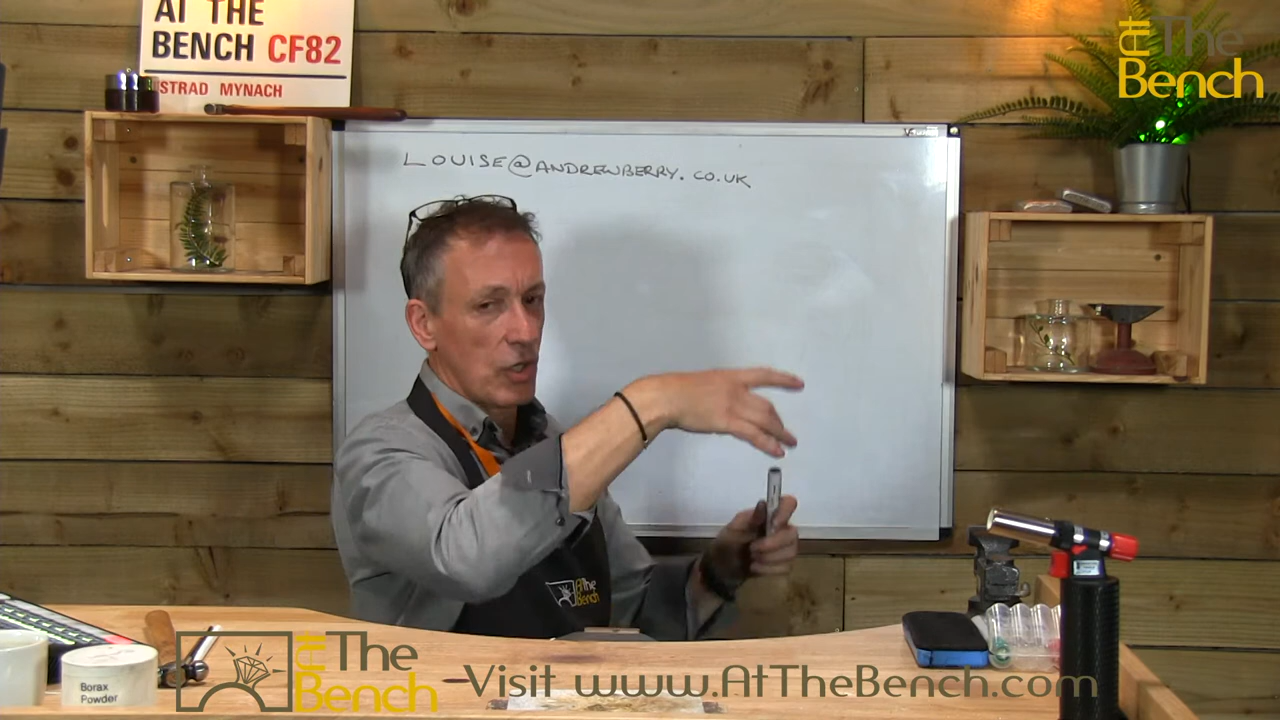 AT THE
BENCH CF82
STRAD MYNACH
At The
Bench
LOUISE@ANDREWBERRY.CO.UK
At The
Bench
Borax
Powder
At The
Bench
Visit www.AtTheBench.com